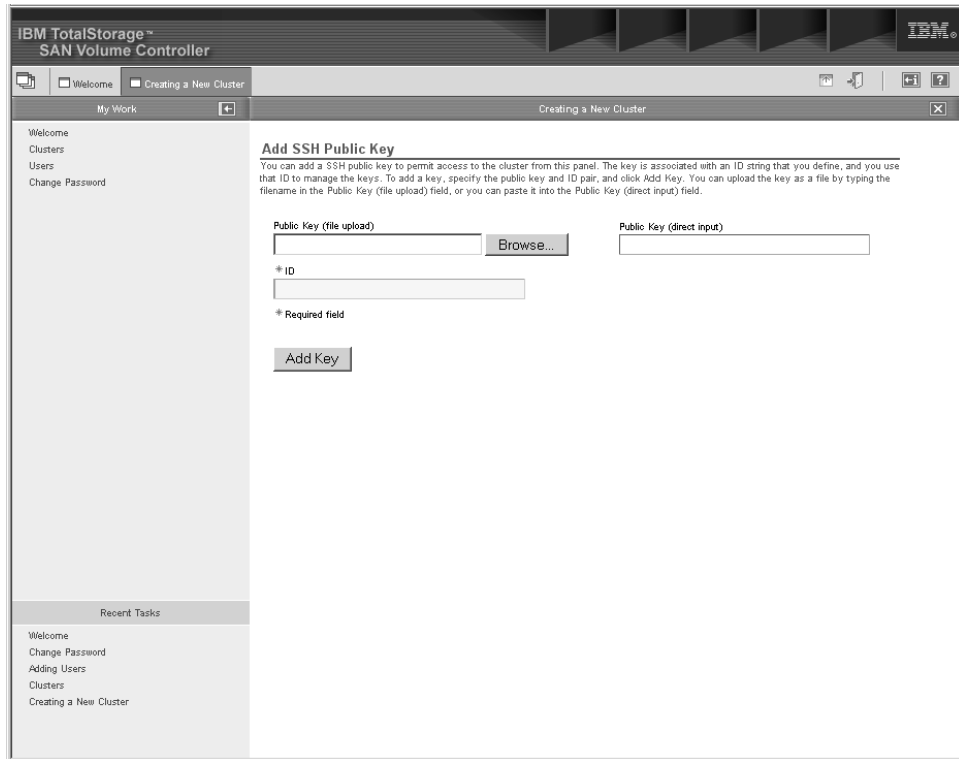 IBM TotalStorage™
SAN Volume Controller
IBM®
Welcome
Creating a New Cluster
My Work
Creating a New Cluster
Welcome
Clusters
Users
Change Password
Add SSH Public Key
You can add a SSH public key to permit access to the cluster from this panel. The key is associated with an ID string that you define, and you use
that ID to manage the keys. To add a key, specify the public key and ID pair, and click Add Key. You can upload the key as a file by typing the
filename in the Public Key (file upload) field, or you can paste it into the Public Key (direct input) field.
Public Key (file upload)
Public Key (direct input)
Browse...
* ID
* Required field
Add Key
Recent Tasks
Welcome
Change Password
Adding Users
Clusters
Creating a New Cluster